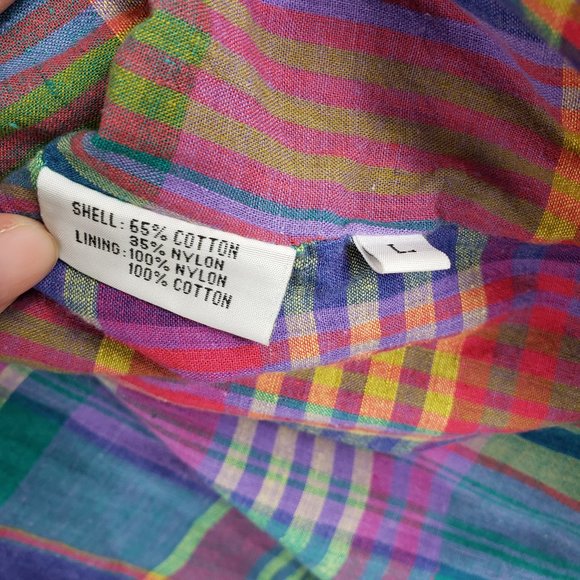 SHELL: 65% COTTON
35% NYLON
LINING: 100% NYLON
100% COTTON
L